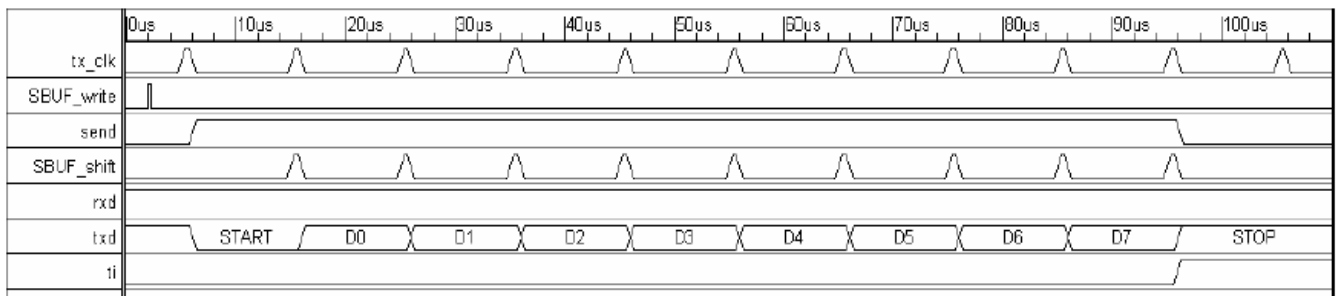 0us 10us 20us 30us 40us 50us 60us 70us 80us 90us 100us
tx_clk
SBUF_write
send
SBUF_shift
rxd
txd START D0 D1 D2 D3 D4 D5 D6 D7 STOP
ti